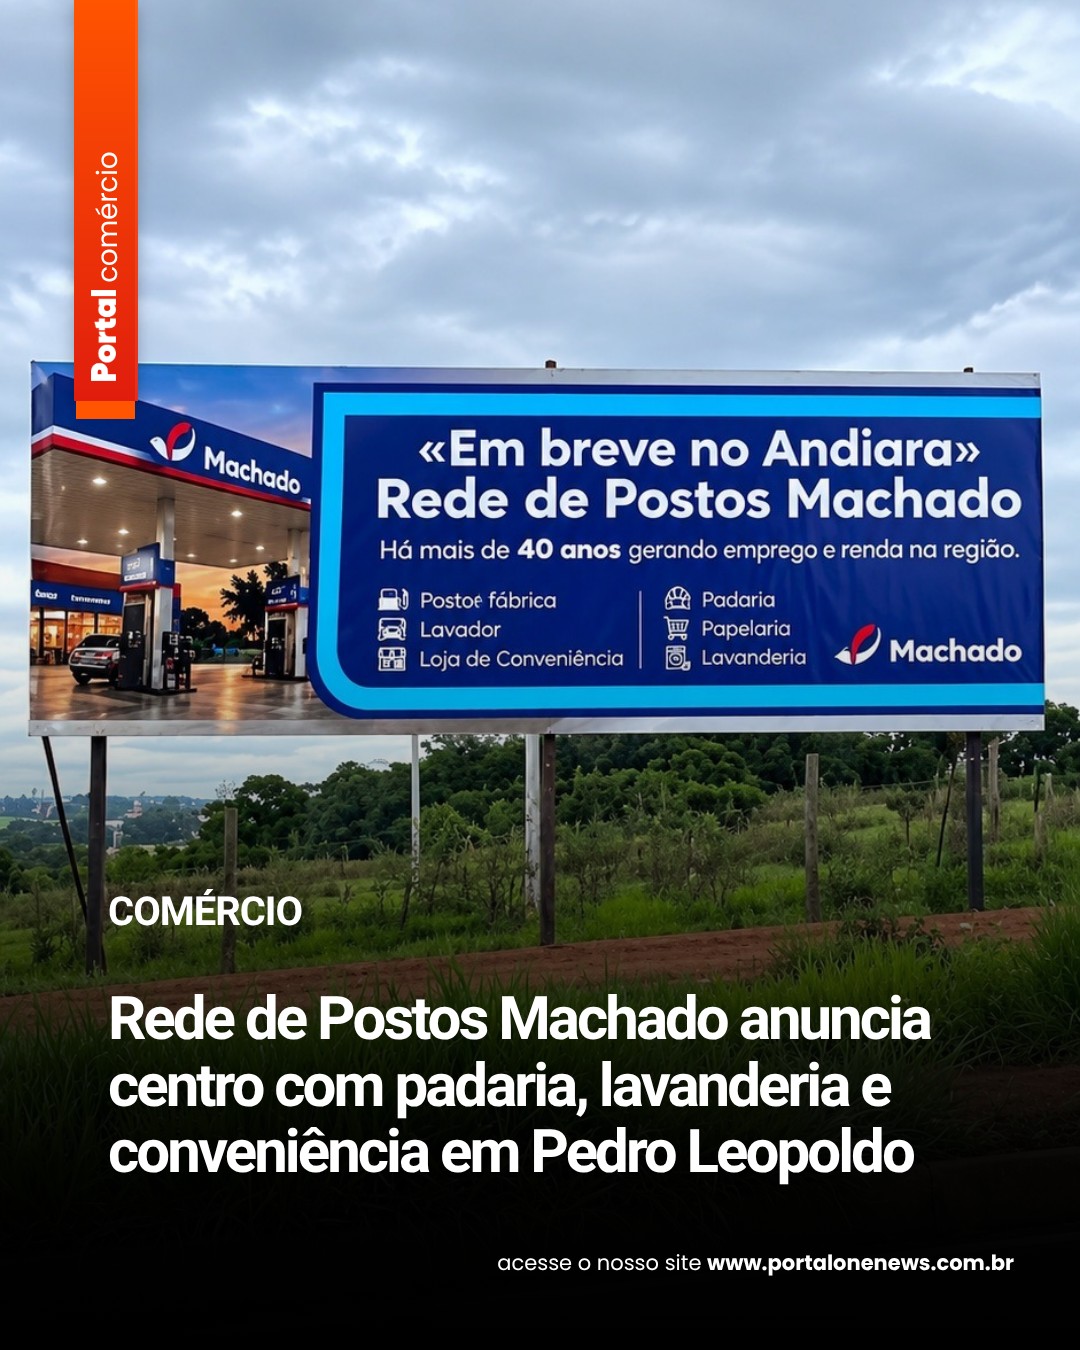 Portal comércio
Machado
«Em breve no Andiara»
Rede de Postos Machado
Há mais de 40 anos gerando emprego e renda na região.
Postoe fábrica
Lavador
Loja de Conveniência
Padaria
Papelaria
Lavanderia
Machado
COMÉRCIO
Rede de Postos Machado anuncia
centro com padaria, lavanderia e
conveniência em Pedro Leopoldo
acesse o nosso site www.portalonenews.com.br